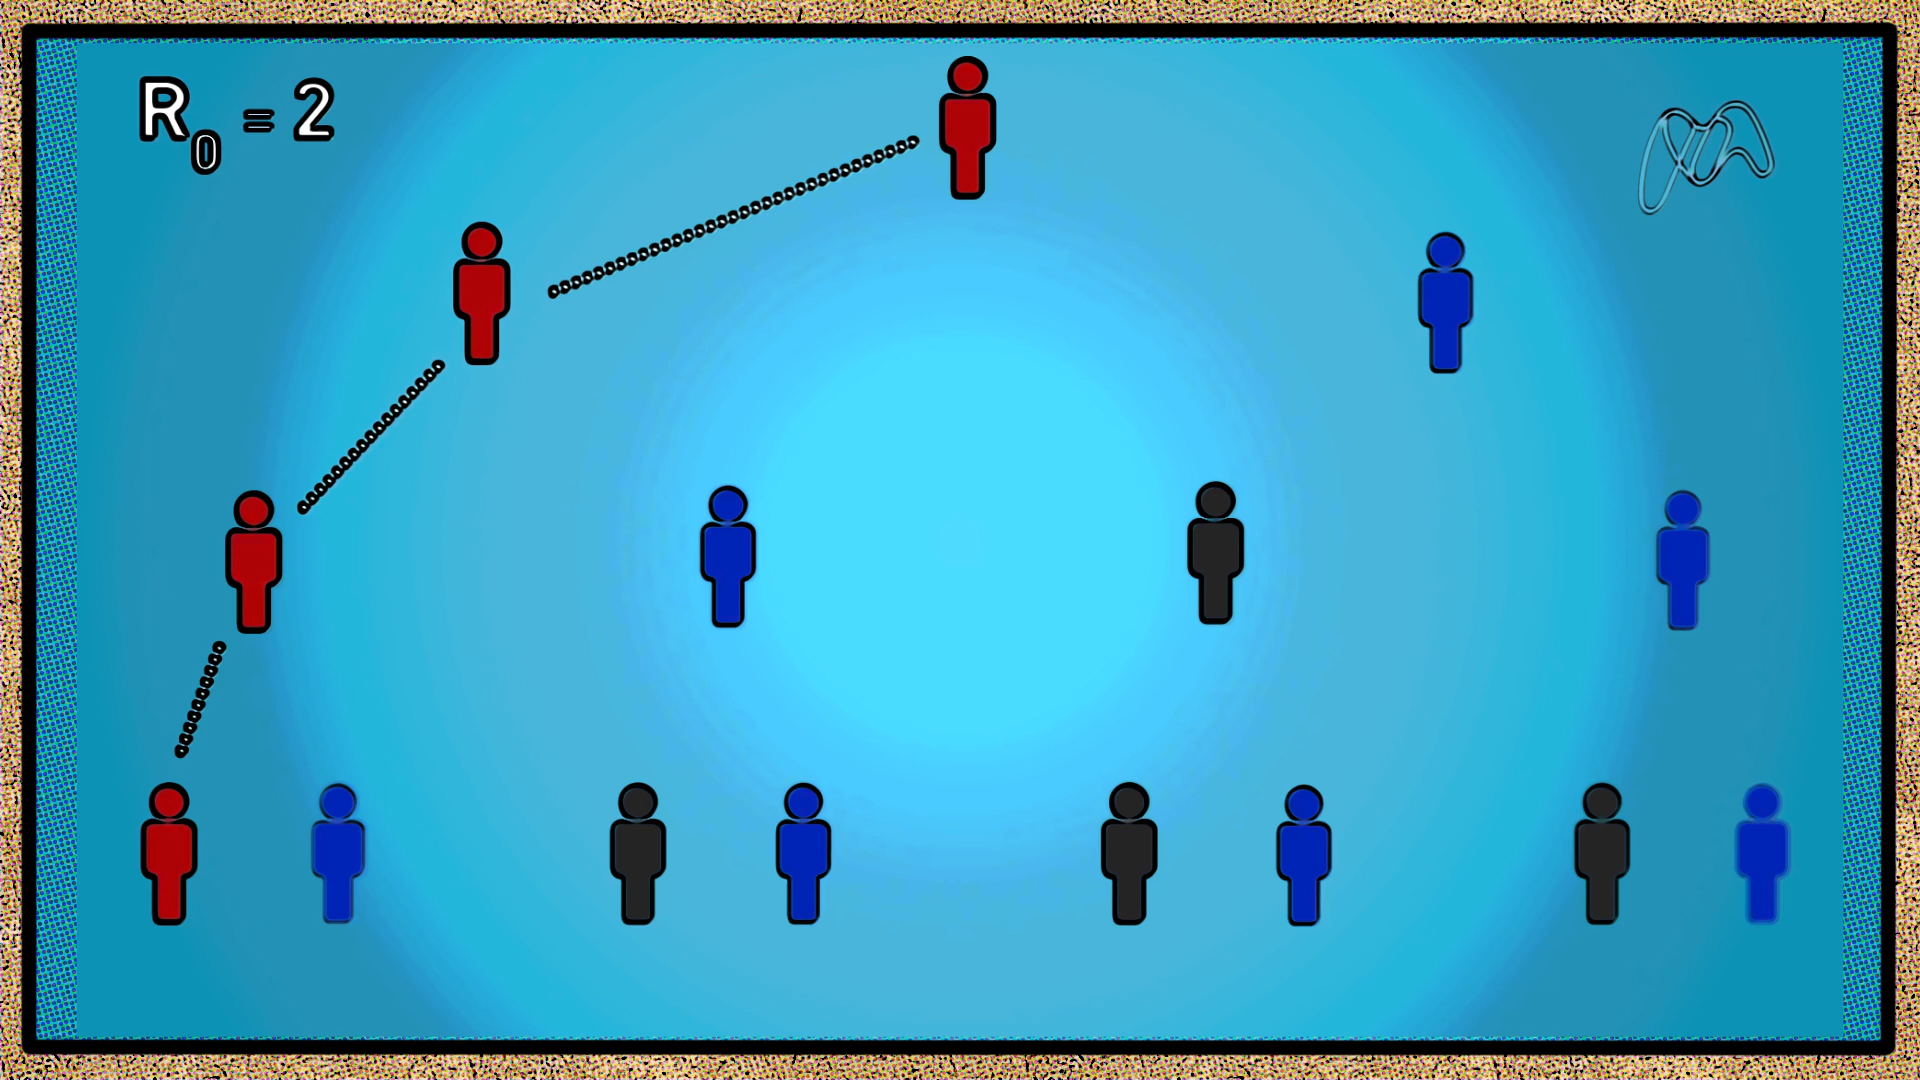 R₀ = 2